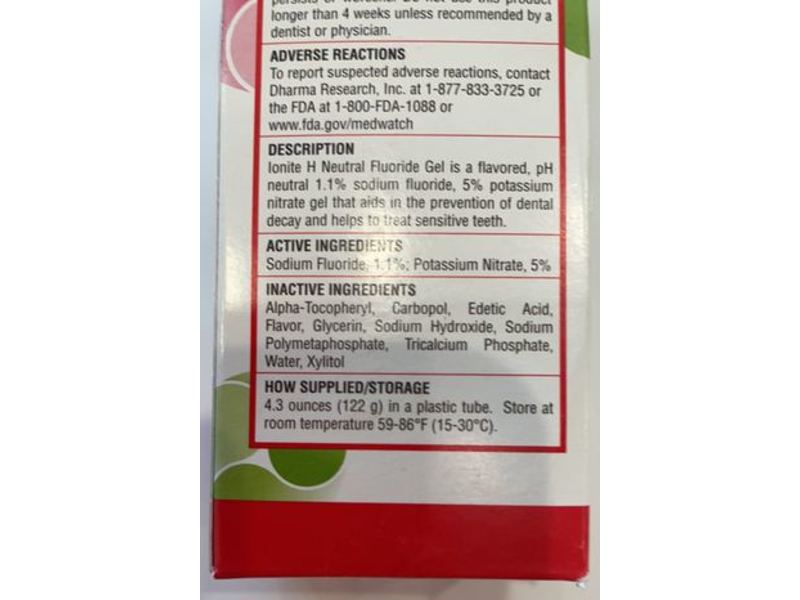 longer than 4 weeks unless recommended by a
dentist or physician.
ADVERSE REACTIONS
To report suspected adverse reactions, contact
Dharma Research, Inc. at 1-877-833-3725 or
the FDA at 1-800-FDA-1088 or
www.fda.gov/medwatch
DESCRIPTION
Ionite H Neutral Fluoride Gel is a flavored, pH
neutral 1.1% sodium fluoride, 5% potassium
nitrate gel that aids in the prevention of dental
decay and helps to treat sensitive teeth.
ACTIVE INGREDIENTS
Sodium Fluoride, 1.1%; Potassium Nitrate, 5%
INACTIVE INGREDIENTS
Alpha-Tocopheryl, Carbopol, Edetic Acid,
Flavor, Glycerin, Sodium Hydroxide, Sodium
Polymetaphosphate, Tricalcium Phosphate,
Water, Xylitol
HOW SUPPLIED/STORAGE
4.3 ounces (122 g) in a plastic tube. Store at
room temperature 59-86°F (15-30°C).